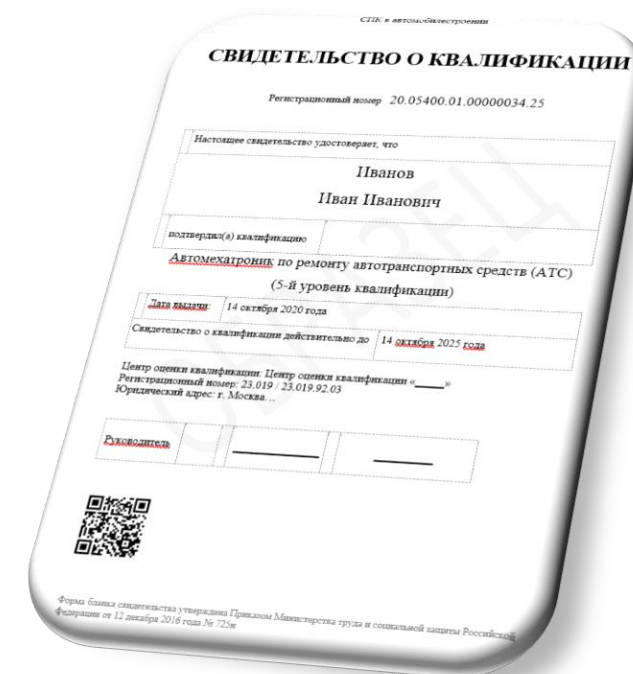 СПК в автомобилестроении
СВИДЕТЕЛЬСТВО О КВАЛИФИКАЦИИ
Регистрационный номер 20.05400.01.00000034.25
Настоящее свидетельство удостоверяет, что
Иванов
Иван Иванович
подтвердил(а) квалификацию
Автомехатроник по ремонту автотранспортных средств (АТС)
(5-й уровень квалификации)
Дата выдачи: 14 октября 2020 года
Свидетельство о квалификации действительно до 14 октября 2025 года
Центр оценки квалификации: Центр оценки квалификации «_____»
Регистрационный номер: 23.019 / 23.019.92.03
Юридический адрес: г. Москва…
Руководитель
ОБРАЗЕЦ
Форма бланка свидетельства утверждена Приказом Министерства труда и социальной защиты Российской
Федерации от 12 декабря 2016 года № 725н